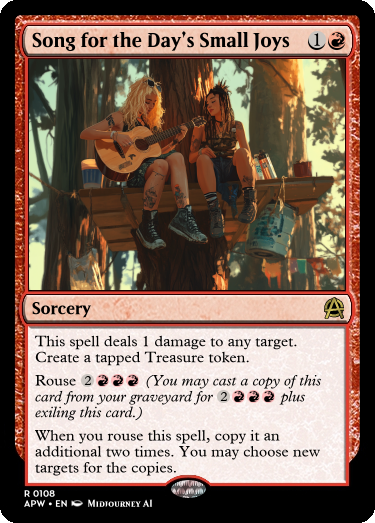 Song for the Day's Small Joys 1
Sorcery
This spell deals 1 damage to any target.
Create a tapped Treasure token.
Rouse 2 (You may cast a copy of this
card from your graveyard for 2 plus
exiling this card.)
When you rouse this spell, copy it an
additional two times. You may choose new
targets for the copies.
R 0108
APW • EN Midjourney AI